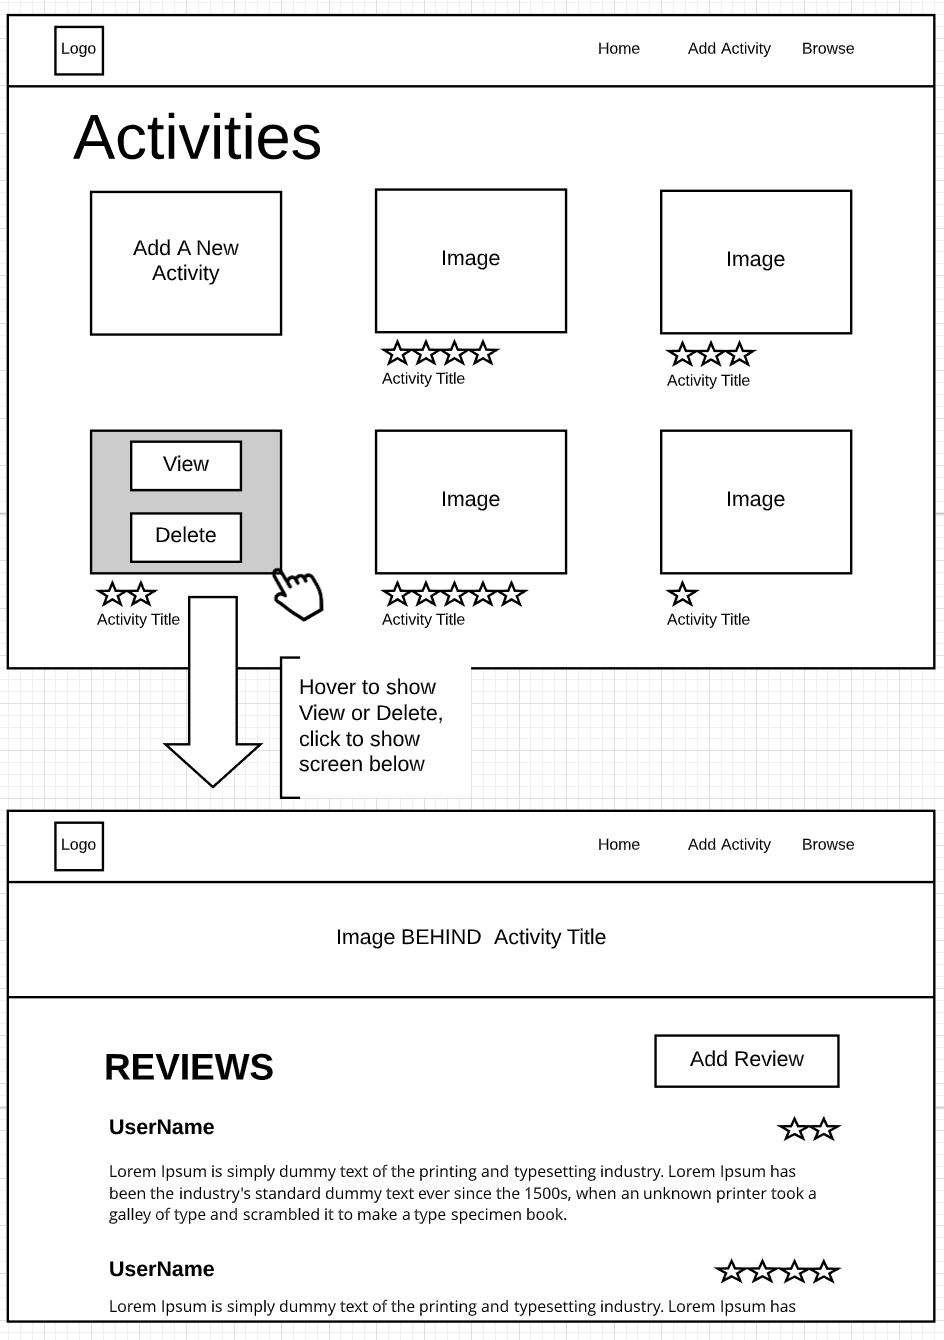 Logo
Home
Add Activity
Browse
Activities
Add A New
Activity
Image
Image
Activity Title
Activity Title
View
Delete
Image
Image
Activity Title
Activity Title
Activity Title
Hover to show
View or Delete,
click to show
screen below
Logo
Home
Add Activity
Browse
Image BEHIND  Activity Title
REVIEWS
Add Review
UserName
Lorem Ipsum is simply dummy text of the printing and typesetting industry. Lorem Ipsum has
been the industry's standard dummy text ever since the 1500s, when an unknown printer took a
galley of type and scrambled it to make a type specimen book.
UserName
Lorem Ipsum is simply dummy text of the printing and typesetting industry. Lorem Ipsum has